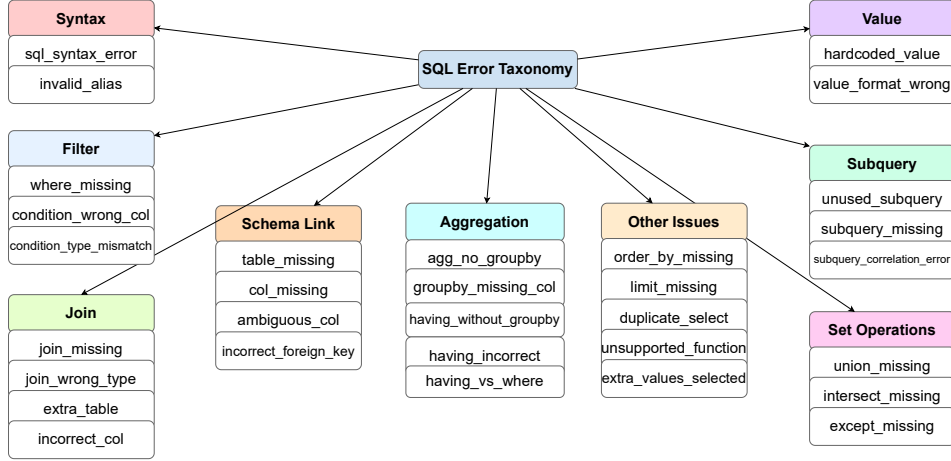 SQL Error Taxonomy
Syntax
sql_syntax_error
invalid_alias
Filter
where_missing
condition_wrong_col
condition_type_mismatch
Join
join_missing
join_wrong_type
extra_table
incorrect_col
Schema Link
table_missing
col_missing
ambiguous_col
incorrect_foreign_key
Aggregation
agg_no_groupby
groupby_missing_col
having_without_groupby
having_incorrect
having_vs_where
Other Issues
order_by_missing
limit_missing
duplicate_select
unsupported_function
extra_values_selected
Value
hardcoded_value
value_format_wrong
Subquery
unused_subquery
subquery_missing
subquery_correlation_error
Set Operations
union_missing
intersect_missing
except_missing